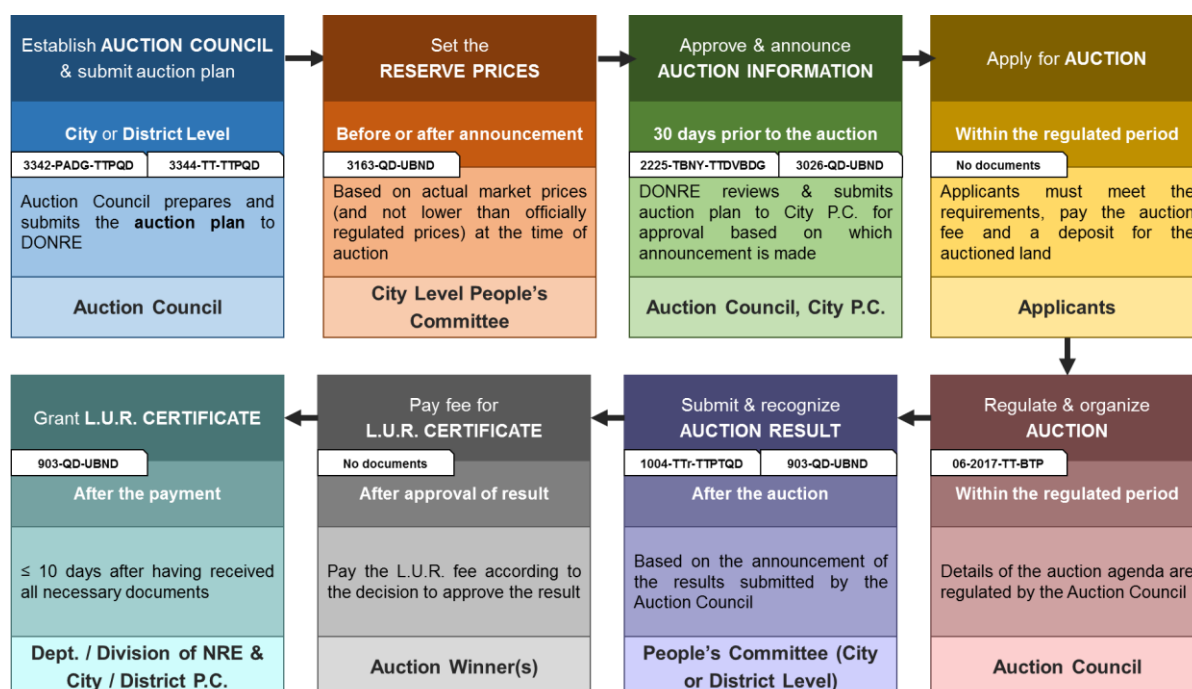 Establish AUCTION COUNCIL
& submit auction plan
City or District Level
3342-PADG-TTPQD
3344-TT-TTPQD
Auction Council prepares and
submits the auction plan to
DONRE
Auction Council
Set the
RESERVE PRICES
Before or after announcement
3163-QD-UBND
Based on actual market prices
(and not lower than officially
regulated prices) at the time of
auction
City Level People's
Committee
Approve & announce
AUCTION INFORMATION
30 days prior to the auction
2225-TBNY-TTDVBDG
3026-QD-UBND
DONRE reviews & submits
auction plan to City P.C. for
approval based on which
announcement is made
Auction Council, City P.C.
Apply for AUCTION
Within the regulated period
No documents
Applicants must meet the
requirements, pay the auction
fee and a deposit for the
auctioned land
Applicants
Regulate & organize
AUCTION
06-2017-TT-BTP
Within the regulated period
Details of the auction agenda are
regulated by the Auction Council
Auction Council
Submit & recognize
AUCTION RESULT
1004-TTr-TTPTQD
903-QD-UBND
After the auction
Based on the announcement of
the results submitted by the
Auction Council
People's Committee (City
or District Level)
Pay fee for
L.U.R. CERTIFICATE
No documents
After approval of result
Pay the L.U.R. fee according to
the decision to approve the result
Auction Winner(s)
Grant L.U.R. CERTIFICATE
903-QD-UBND
After the payment
≤ 10 days after having received
all necessary documents
Dept. / Division of NRE &
City / District P.C.